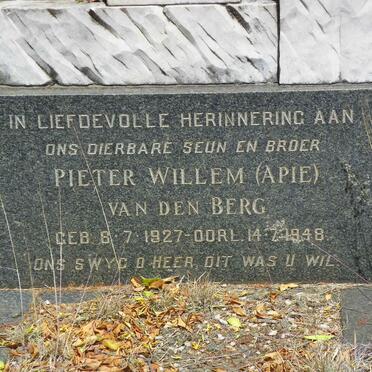 IN LIEFDEVOLLE HERINNERING AAN
ONS DIERBARE SEUN EN BROER
PIETER WILLEM (APIE)
VAN DEN BERG
GEB. 8·7·1927-OORL. 14·7·1948.
ONS SWYG O HEER, DIT WAS U WIL.